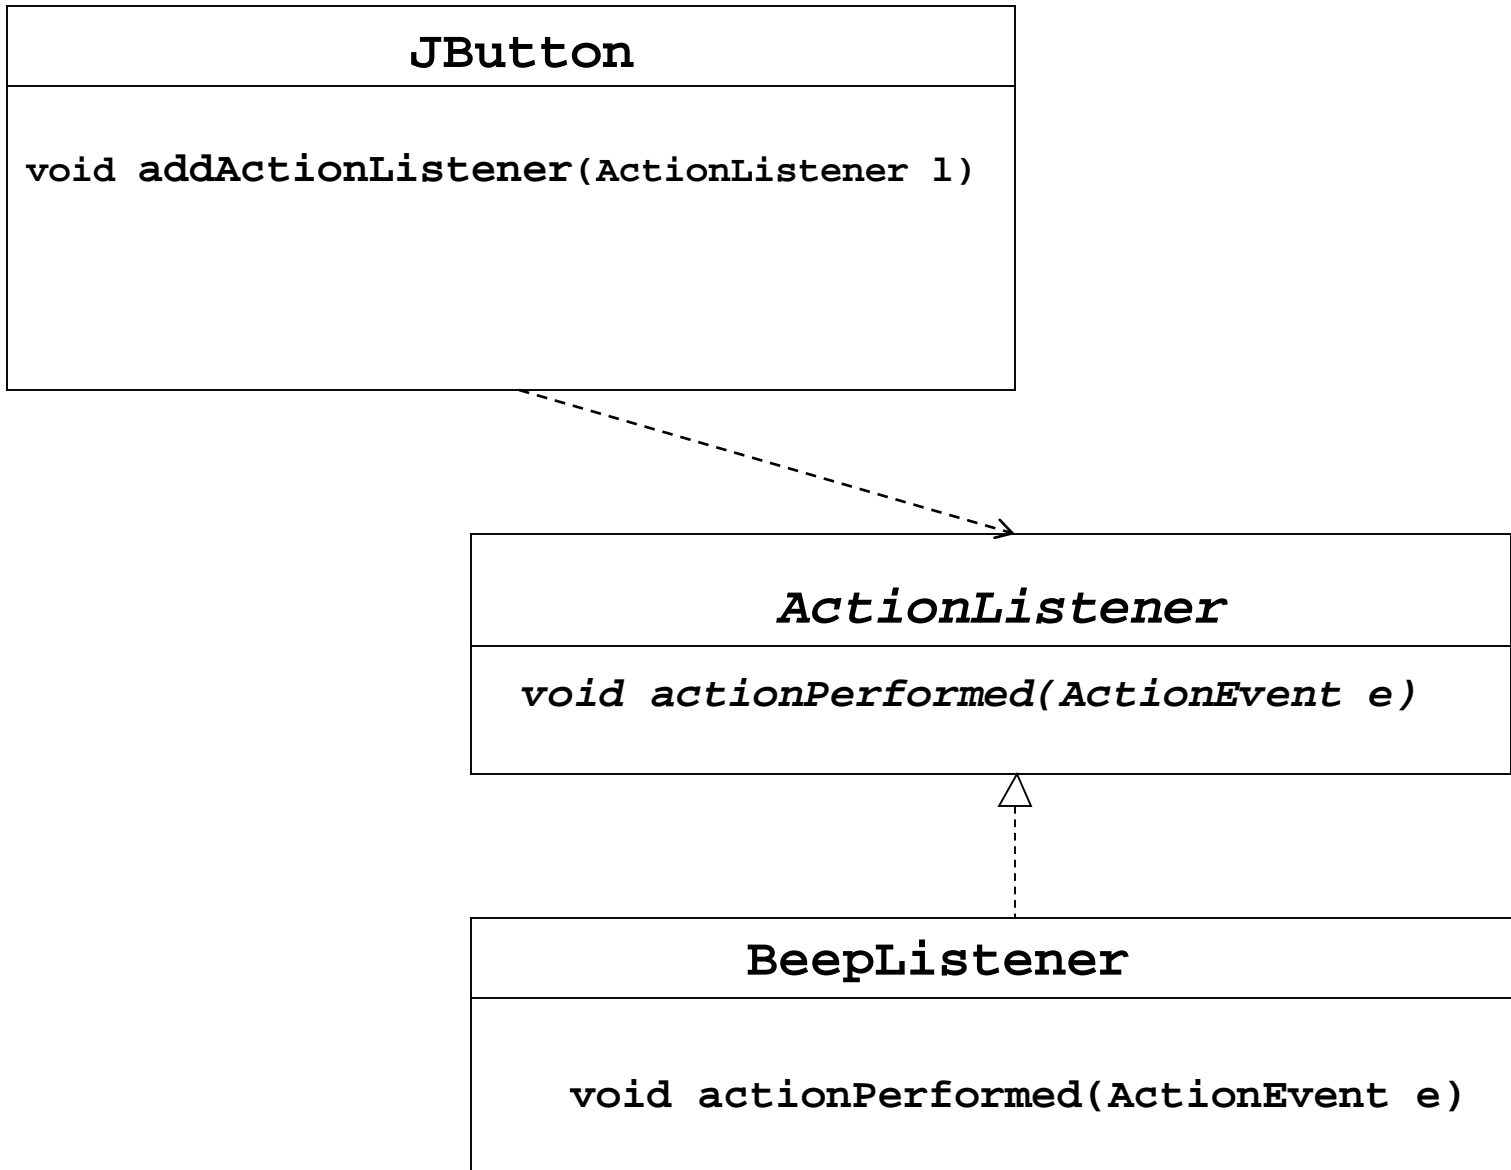 JButton
void addActionListener(ActionListener l)
ActionListener
void actionPerformed(ActionEvent e)
BeepListener
void actionPerformed(ActionEvent e)